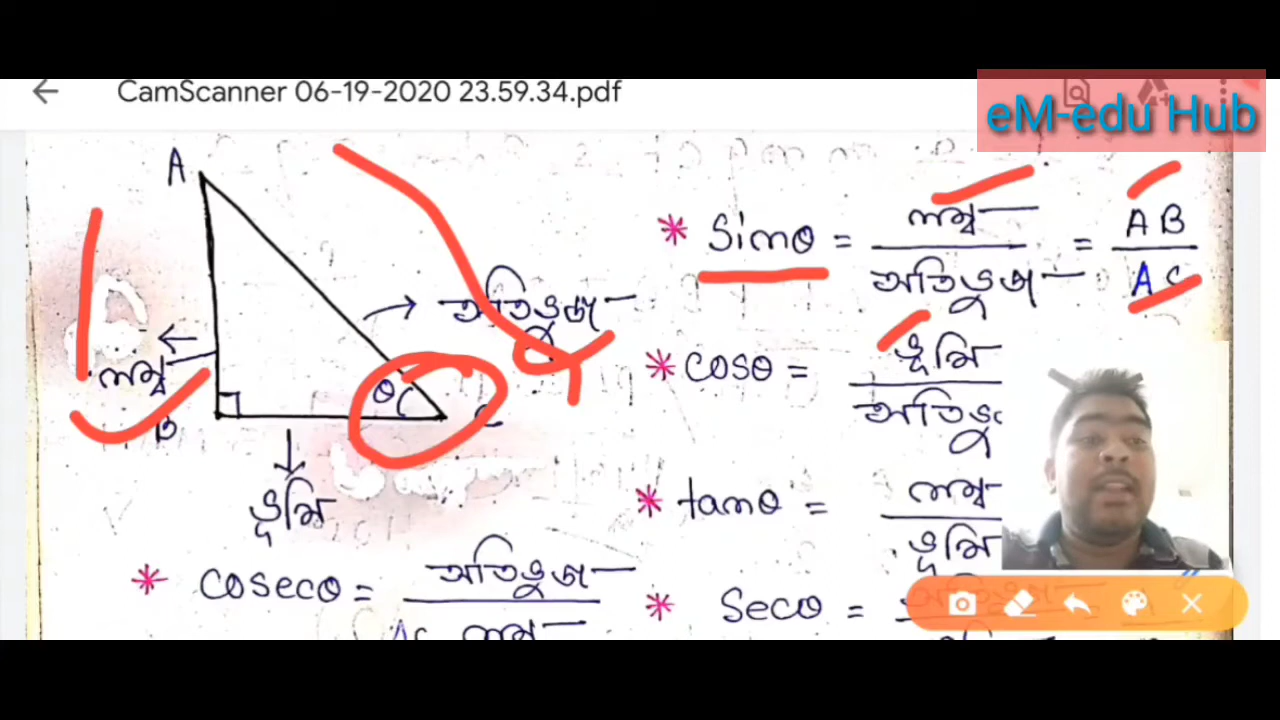 CamScanner 06-19-2020 23.59.34.pdf
eM-edu Hub
A
* Sinθ = লম্ব / অতিভুজ = AB / AC
অতিভুজ
* cosθ = ভূমি / অতিভু
লম্ব
θ
B
C
ভূমি
* tanθ = লম্ব / ভূমি
* cosecθ = অতিভুজ / লম্ব
* Secθ =